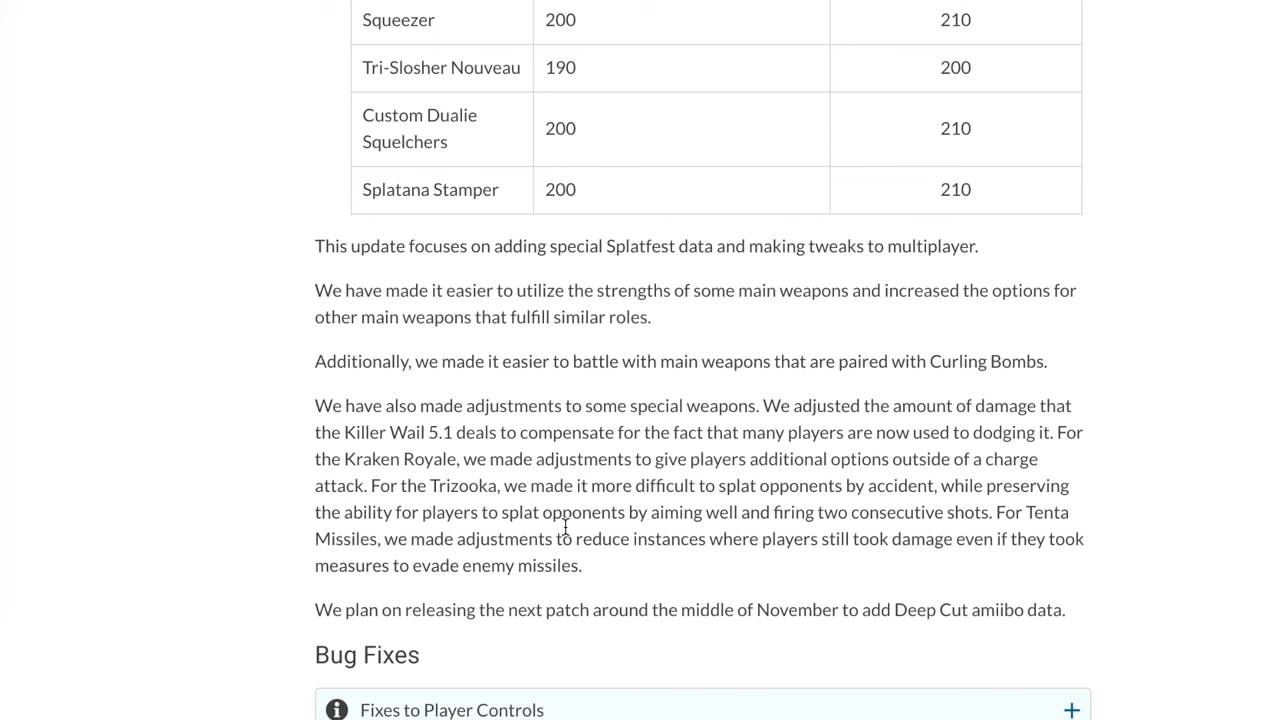 Squeezer 200 210
Tri-Slosher Nouveau 190 200
Custom Dualie
Squelchers 200 210
Splatana Stamper 200 210
This update focuses on adding special Splatfest data and making tweaks to multiplayer.
We have made it easier to utilize the strengths of some main weapons and increased the options for
other main weapons that fulfill similar roles.
Additionally, we made it easier to battle with main weapons that are paired with Curling Bombs.
We have also made adjustments to some special weapons. We adjusted the amount of damage that
the Killer Wail 5.1 deals to compensate for the fact that many players are now used to dodging it. For
the Kraken Royale, we made adjustments to give players additional options outside of a charge
attack. For the Trizooka, we made it more difficult to splat opponents by accident, while preserving
the ability for players to splat opponents by aiming well and firing two consecutive shots. For Tenta
Missiles, we made adjustments to reduce instances where players still took damage even if they took
measures to evade enemy missiles.
We plan on releasing the next patch around the middle of November to add Deep Cut amiibo data.
Bug Fixes
Fixes to Player Controls